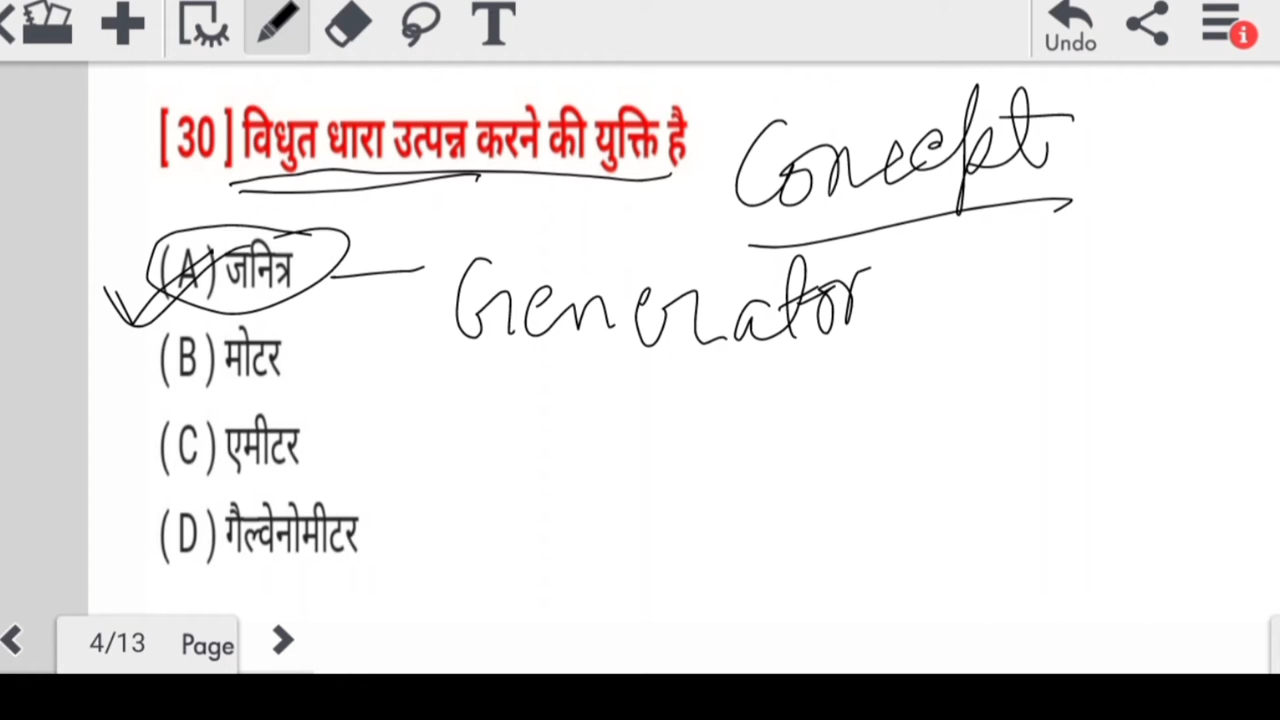 Undo
[ 30 ] विधुत धारा उत्पन्न करने की युक्ति है
Concept
( A ) जनित्र
Generator
( B ) मोटर
( C ) एमीटर
( D ) गैल्वेनोमीटर
4/13 Page